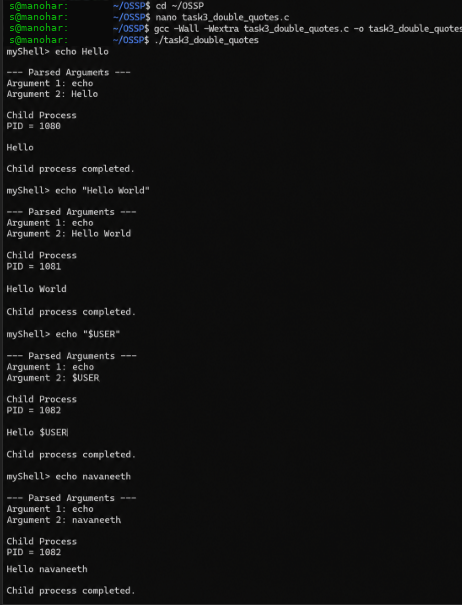 s@manohar: ~/OSSP$ cd ~/OSSP
s@manohar: ~/OSSP$ nano task3_double_quotes.c
s@manohar: ~/OSSP$ gcc -Wall -Wextra task3_double_quotes.c -o task3_double_quotes
s@manohar: ~/OSSP$ ./task3_double_quotes
myShell> echo Hello
--- Parsed Arguments ---
Argument 1: echo
Argument 2: Hello
Child Process
PID = 1080
Hello
Child process completed.
myShell> echo "Hello World"
--- Parsed Arguments ---
Argument 1: echo
Argument 2: Hello World
Child Process
PID = 1081
Hello World
Child process completed.
myShell> echo "$USER"
--- Parsed Arguments ---
Argument 1: echo
Argument 2: $USER
Child Process
PID = 1082
Hello $USER
Child process completed.
myShell> echo navaneeth
--- Parsed Arguments ---
Argument 1: echo
Argument 2: navaneeth
Child Process
PID = 1082
Hello navaneeth
Child process completed.